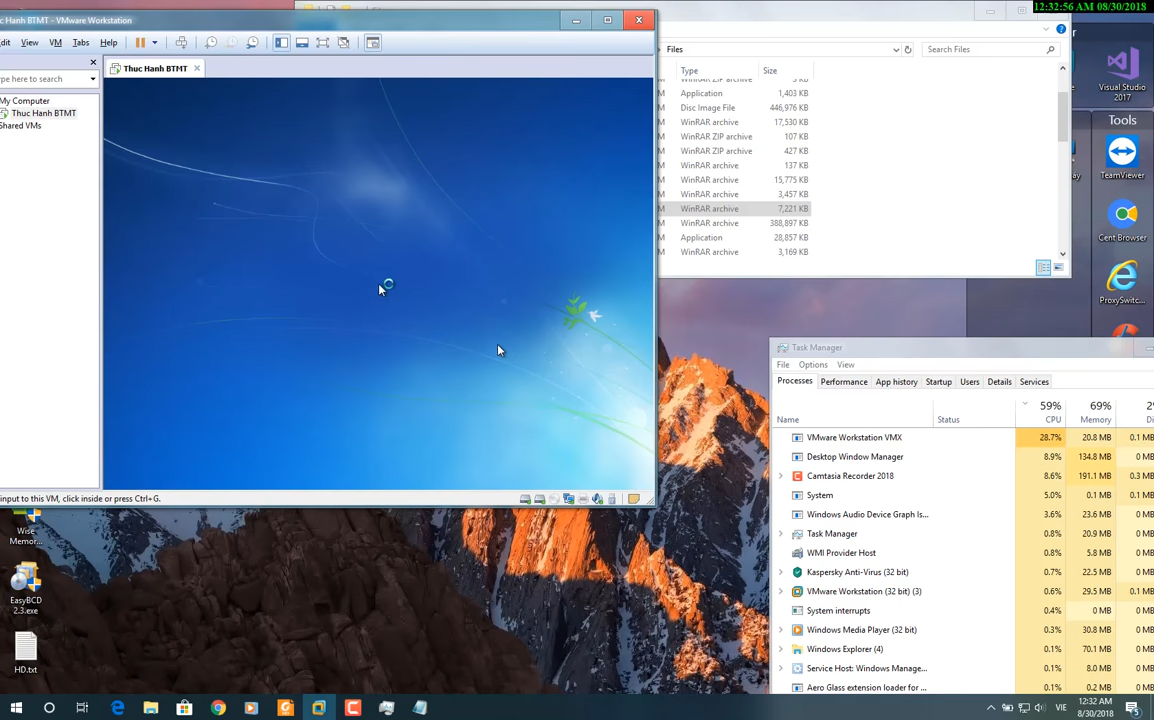 c Hanh BTMT - VMware Workstation
12:32:56 AM 08/30/2018
dit View VM Tabs Help
Files
Search Files
ype here to search
Thuc Hanh BTMT
My Computer
Thuc Hanh BTMT
Shared VMs
Type Size
M WinRAR ZIP archive KB
M Application 1,403 KB
M Disc Image File 446,976 KB
M WinRAR archive 17,530 KB
M WinRAR ZIP archive 107 KB
M WinRAR ZIP archive 427 KB
M WinRAR archive 137 KB
M WinRAR archive 15,775 KB
M WinRAR archive 3,457 KB
M WinRAR archive 7,221 KB
M WinRAR archive 388,897 KB
M Application 28,857 KB
M WinRAR archive 3,169 KB
r
Visual Studio
2017
Tools
TeamViewer
ay
Cent Browser
ProxySwitc...
input to this VM, click inside or press Ctrl+G.
Wise
Memor...
EasyBCD
2.3.exe
HD.txt
Task Manager
File Options View
Processes Performance App history Startup Users Details Services
59% 69% 2%
Name Status CPU Memory Di
VMware Workstation VMX 28.7% 20.8 MB 0.1 MB
Desktop Window Manager 8.9% 134.8 MB 0 MB
Camtasia Recorder 2018 8.6% 191.1 MB 0.3 MB
System 5.0% 0.1 MB 0.1 MB
Windows Audio Device Graph Is... 3.6% 23.6 MB 0 MB
Task Manager 0.8% 20.9 MB 0 MB
WMI Provider Host 0.8% 5.8 MB 0 MB
Kaspersky Anti-Virus (32 bit) 0.7% 22.5 MB 0 MB
VMware Workstation (32 bit) (3) 0.6% 29.5 MB 0.1 MB
System interrupts 0.4% 0 MB 0 MB
Windows Media Player (32 bit) 0.3% 30.8 MB 0 MB
Windows Explorer (4) 0.1% 70.1 MB 0 MB
Service Host: Windows Manage... 0.1% 8.0 MB 0 MB
Aero Glass extension loader for ... 0.1% 0.2 MB 0 MB
VIE
12:32 AM
8/30/2018
5